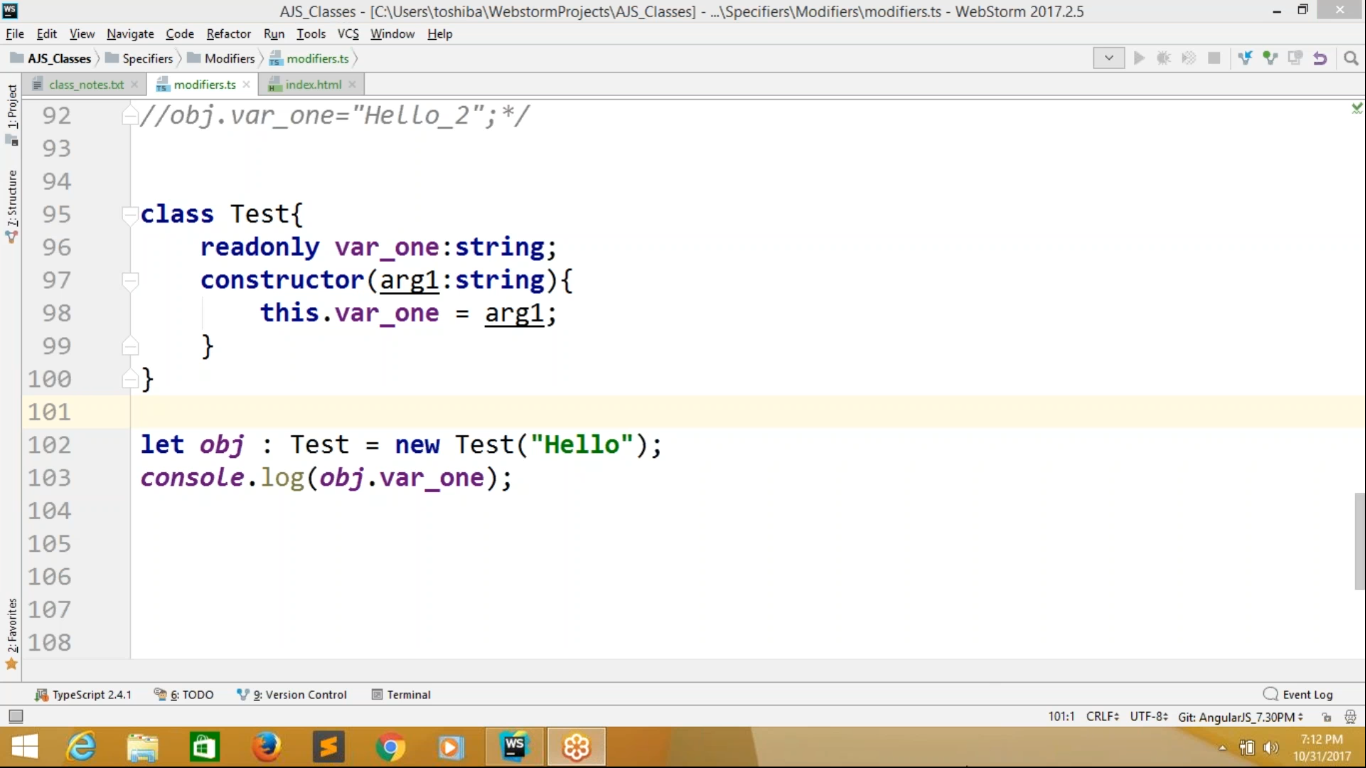 AJS_Classes - [C:\Users\toshiba\WebstormProjects\AJS_Classes] - ...\Specifiers\Modifiers\modifiers.ts - WebStorm 2017.2.5
File Edit View Navigate Code Refactor Run Tools VCS Window Help
AJS_Classes Specifiers Modifiers modifiers.ts
class_notes.txt modifiers.ts index.html
1: Project
7: Structure
2: Favorites
92 //obj.var_one="Hello_2";*/
93
94
95 class Test{
96 readonly var_one:string;
97 constructor(arg1:string){
98 this.var_one = arg1;
99 }
100 }
101
102 let obj : Test = new Test("Hello");
103 console.log(obj.var_one);
104
105
106
107
108
TypeScript 2.4.1 6: TODO 9: Version Control Terminal Event Log
101:1 CRLF UTF-8 Git: AngularJS_7.30PM
WS
7:12 PM
10/31/2017